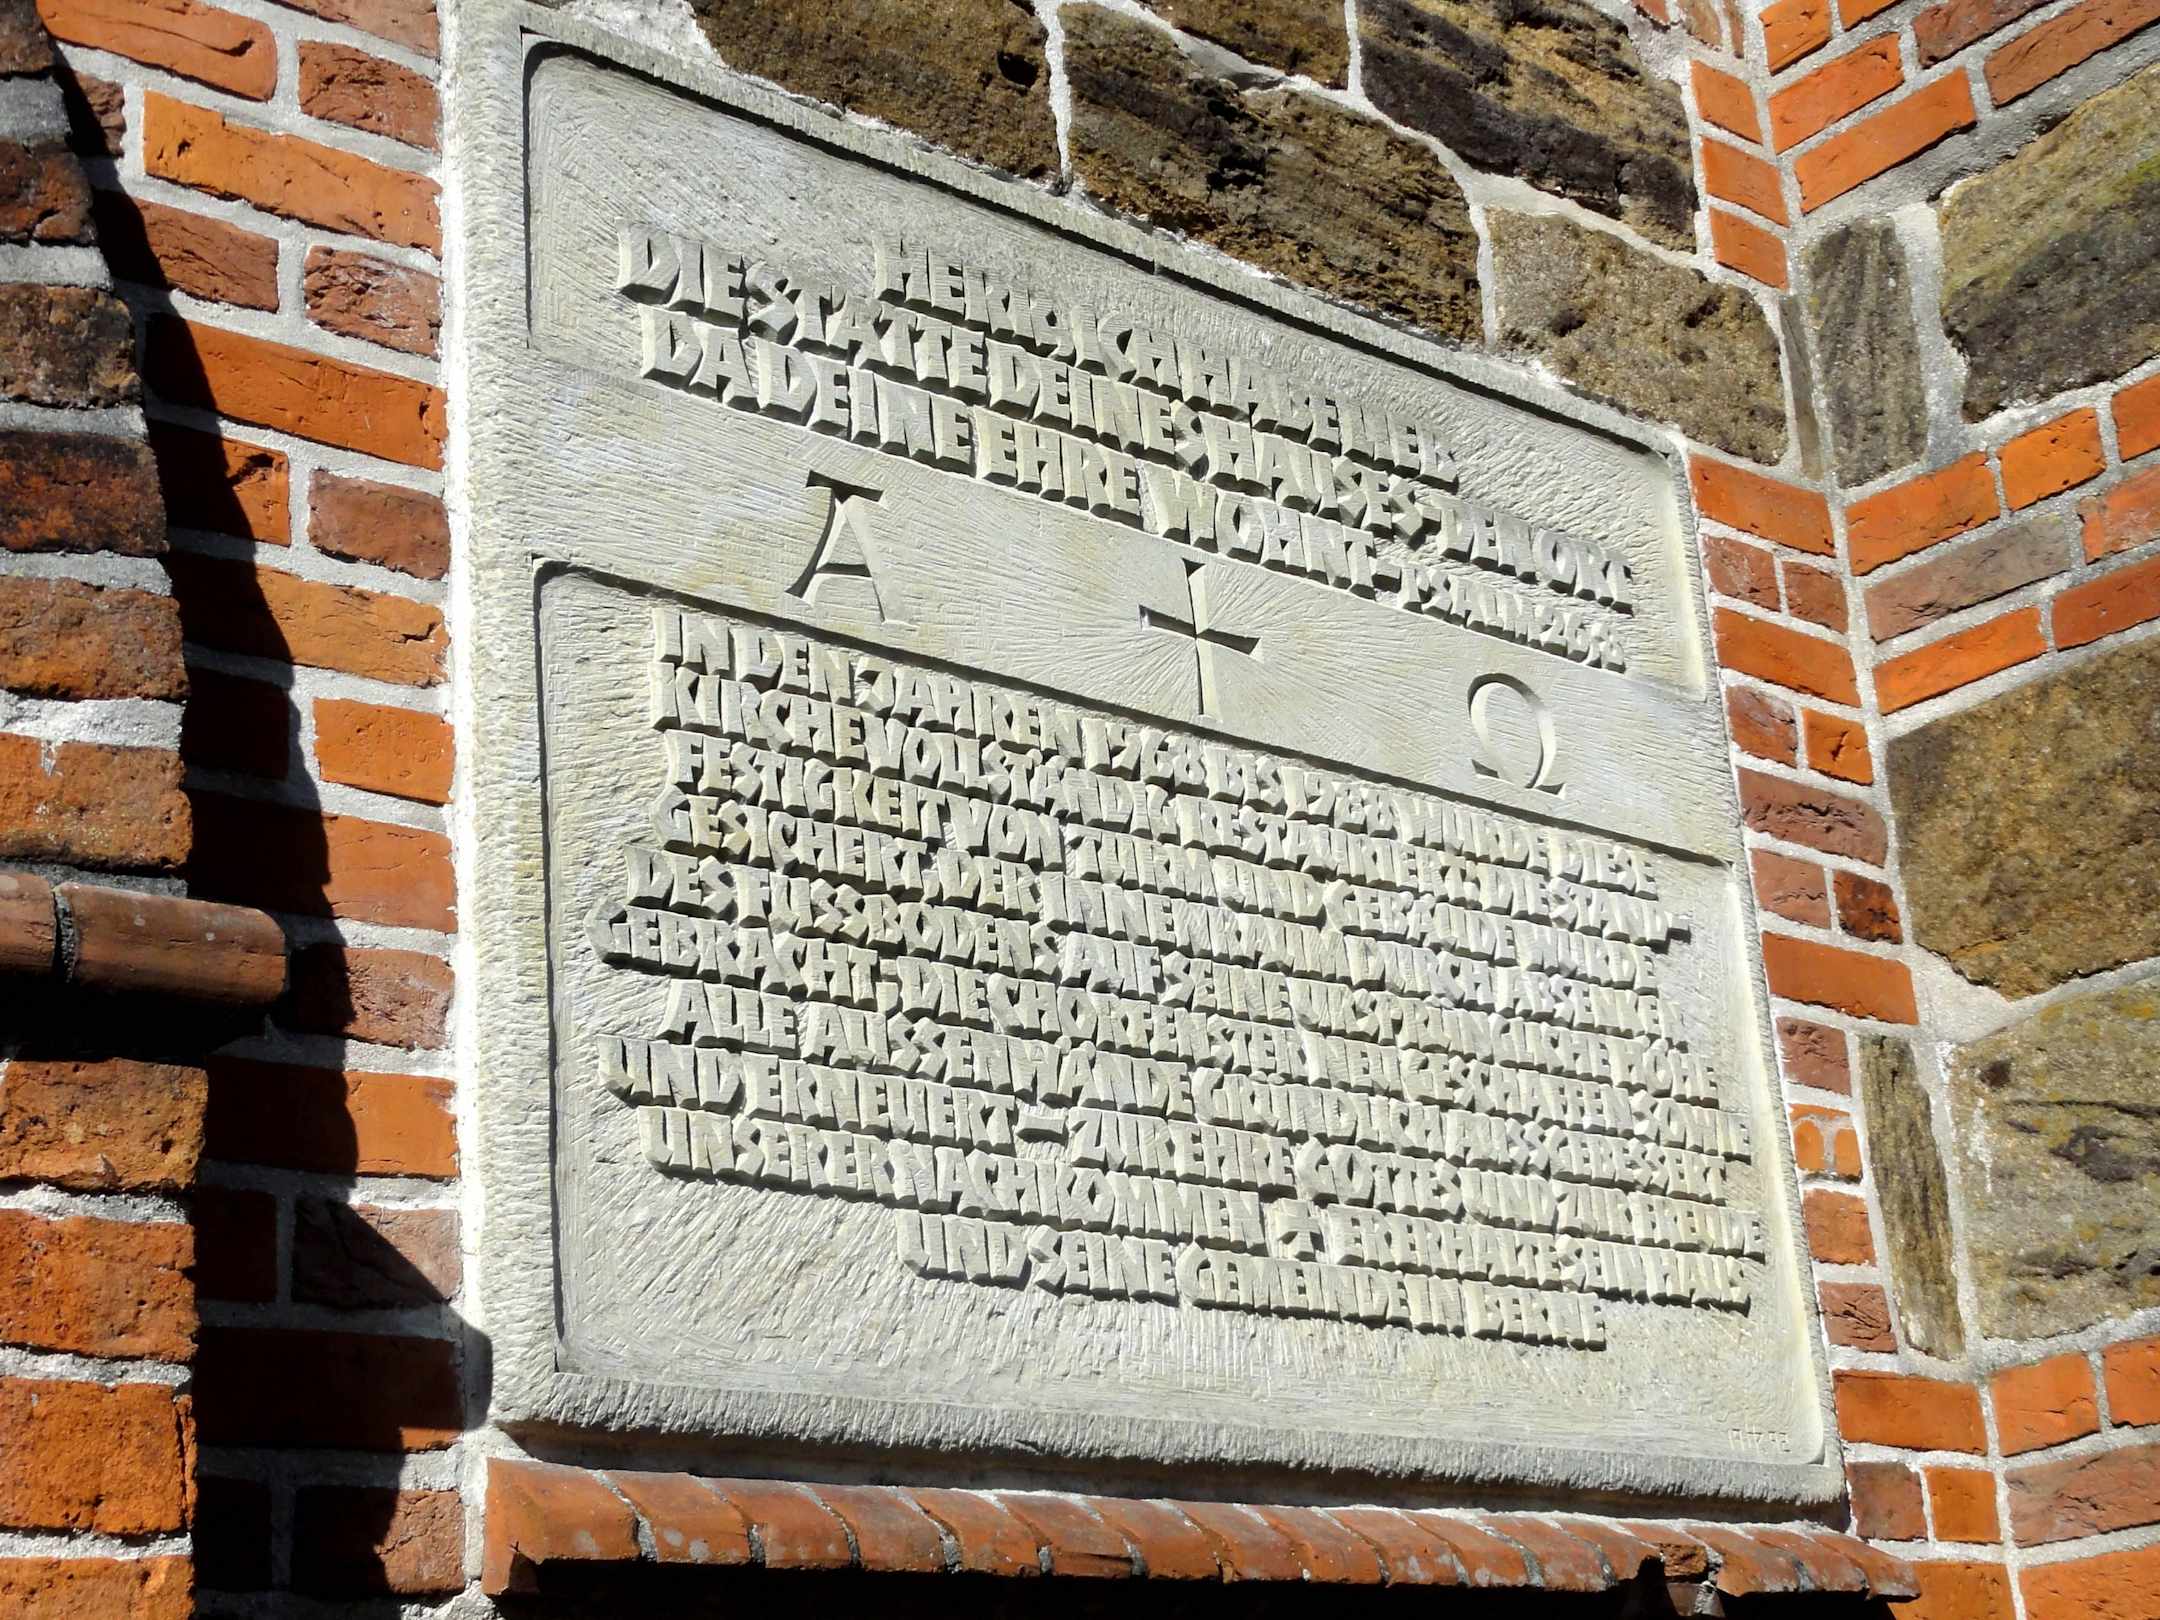 HERR, ICH HABE LIEB
DIE STÄTTE DEINES HAUSES, DEN ORT
DA DEINE EHRE WOHNT - PSALM 26,8
A Ω
IN DEN JAHREN 1968 BIS 1988 WURDE DIESE
KIRCHE VOLLSTÄNDIG RESTAURIERT: DIE STAND-
FESTIGKEIT VON TURM UND GEBÄUDE WURDE
GESICHERT, DER INNENRAUM DURCH ABSENKEN
DES FUSSBODENS AUF SEINE URSPRÜNGLICHE HÖHE
GEBRACHT; DIE CHORFENSTER NEU GESCHAFFEN SOWIE
ALLE AUSSENWÄNDE GRÜNDLICH AUSGEBESSERT
UND ERNEUERT - ZUR EHRE GOTTES UND ZUR FREUDE
UNSERER NACHKOMMEN + ER ERHALTE SEIN HAUS
UND SEINE GEMEINDE IN BERNE